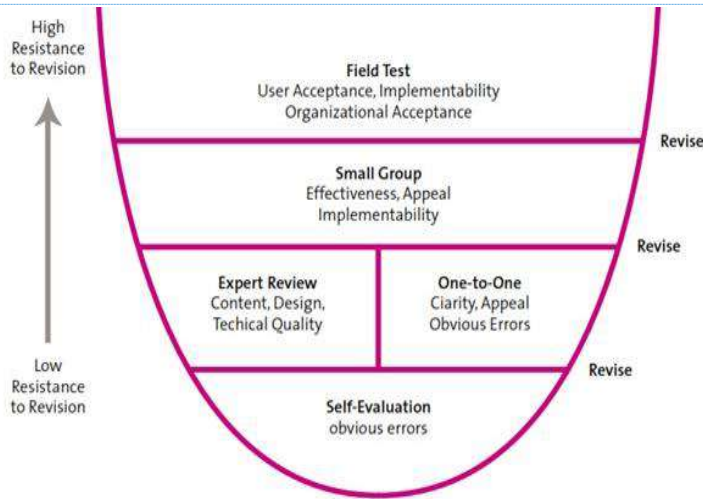 High
Resistance
to Revision
Field Test
User Acceptance, Implementability
Organizational Acceptance
Revise
Small Group
Effectiveness, Appeal
Implementability
Revise
Expert Review
Content, Design,
Techical Quality
One-to-One
Ciarity, Appeal
Obvious Errors
Low
Resistance
to Revision
Revise
Self-Evaluation
obvious errors